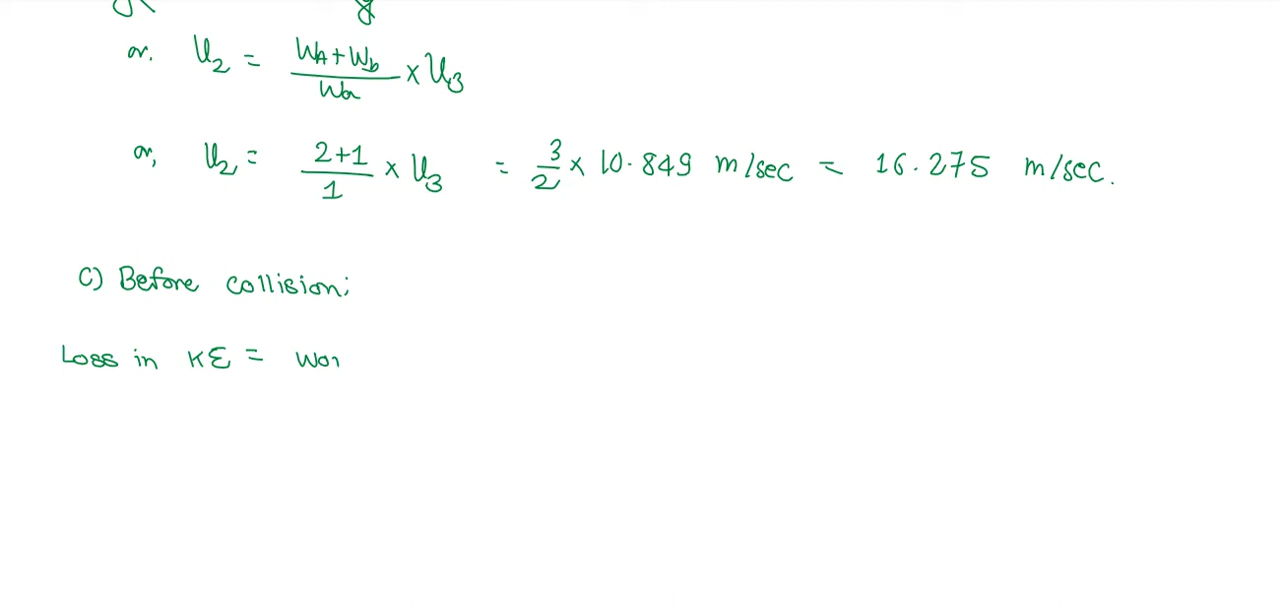 or, U₂ = (WA + Wb)/Wa × U₃
or, U₂ = (2+1)/1 × U₃ = 3/2 × 10.849 m/sec = 16.275 m/sec.
C) Before collision;
Loss in KE = wor